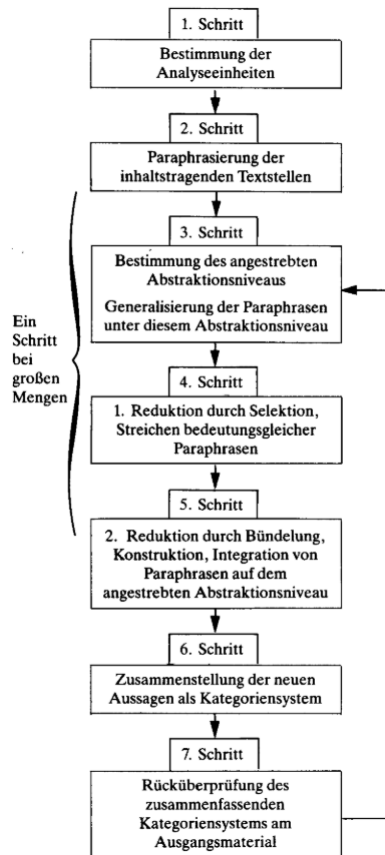 1. Schritt
Bestimmung der
Analyseeinheiten
2. Schritt
Paraphrasierung der
inhaltstragenden Textstellen
3. Schritt
Bestimmung des angestrebten
Abstraktionsniveaus
Generalisierung der Paraphrasen
unter diesem Abstraktionsniveau
Ein
Schritt
bei
großen
Mengen
4. Schritt
1. Reduktion durch Selektion,
Streichen bedeutungsgleicher
Paraphrasen
5. Schritt
2. Reduktion durch Bündelung,
Konstruktion, Integration von
Paraphrasen auf dem
angestrebten Abstraktionsniveau
6. Schritt
Zusammenstellung der neuen
Aussagen als Kategoriensystem
7. Schritt
Rücküberprüfung des
zusammenfassenden
Kategoriensystems am
Ausgangsmaterial